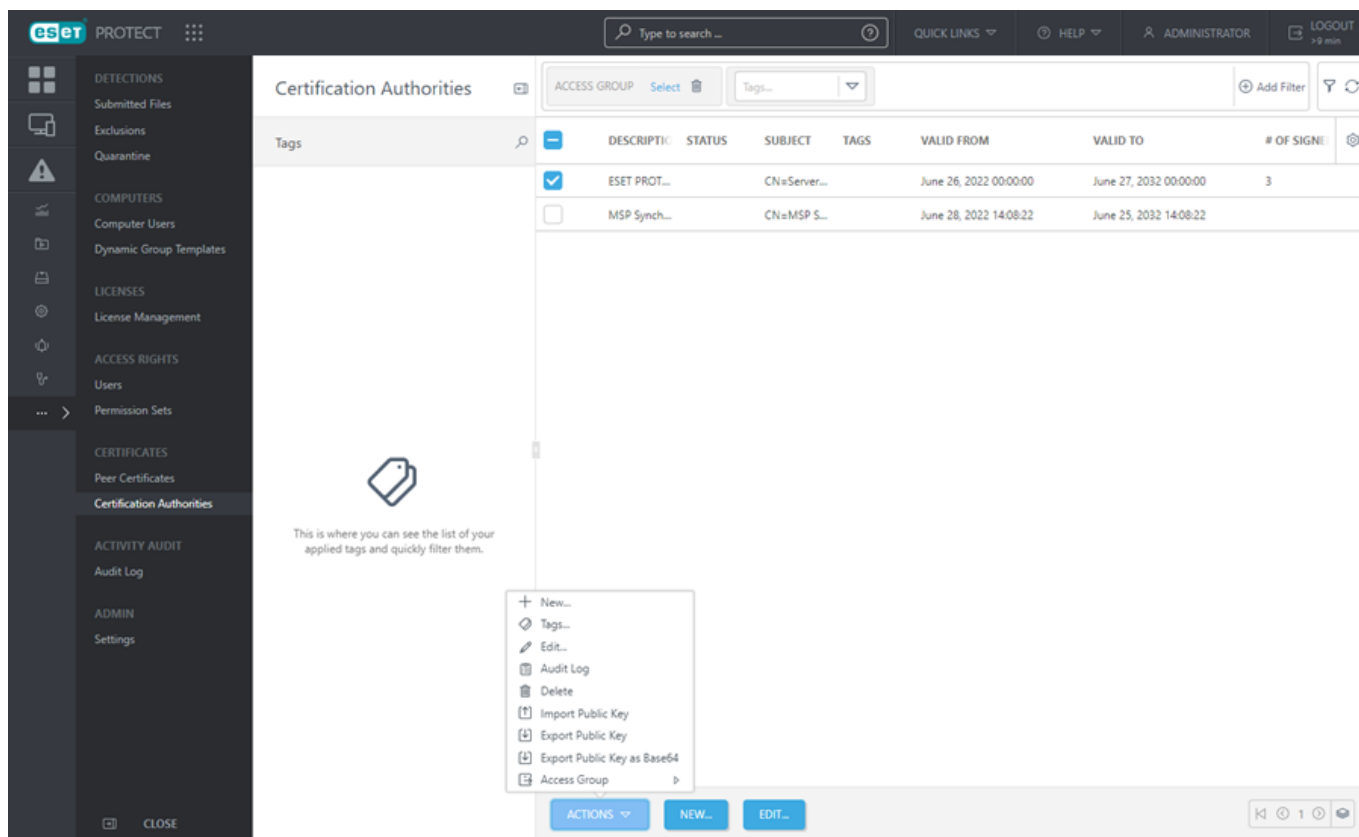 eset PROTECT
Type to search ...
QUICK LINKS
HELP
ADMINISTRATOR
LOGOUT
>9 min
DETECTIONS
Submitted Files
Exclusions
Quarantine
COMPUTERS
Computer Users
Dynamic Group Templates
LICENSES
License Management
ACCESS RIGHTS
Users
Permission Sets
CERTIFICATES
Peer Certificates
Certification Authorities
ACTIVITY AUDIT
Audit Log
ADMIN
Settings
CLOSE
Certification Authorities
Tags
This is where you can see the list of your
applied tags and quickly filter them.
ACCESS GROUP Select
Tags...
Add Filter
DESCRIPTIC STATUS SUBJECT TAGS VALID FROM VALID TO # OF SIGNE
ESET PROT... CN=Server... June 26, 2022 00:00:00 June 27, 2032 00:00:00 3
MSP Synch... CN=MSP S... June 28, 2022 14:08:22 June 25, 2032 14:08:22
New...
Tags...
Edit...
Audit Log
Delete
Import Public Key
Export Public Key
Export Public Key as Base64
Access Group
ACTIONS
NEW...
EDIT...
1